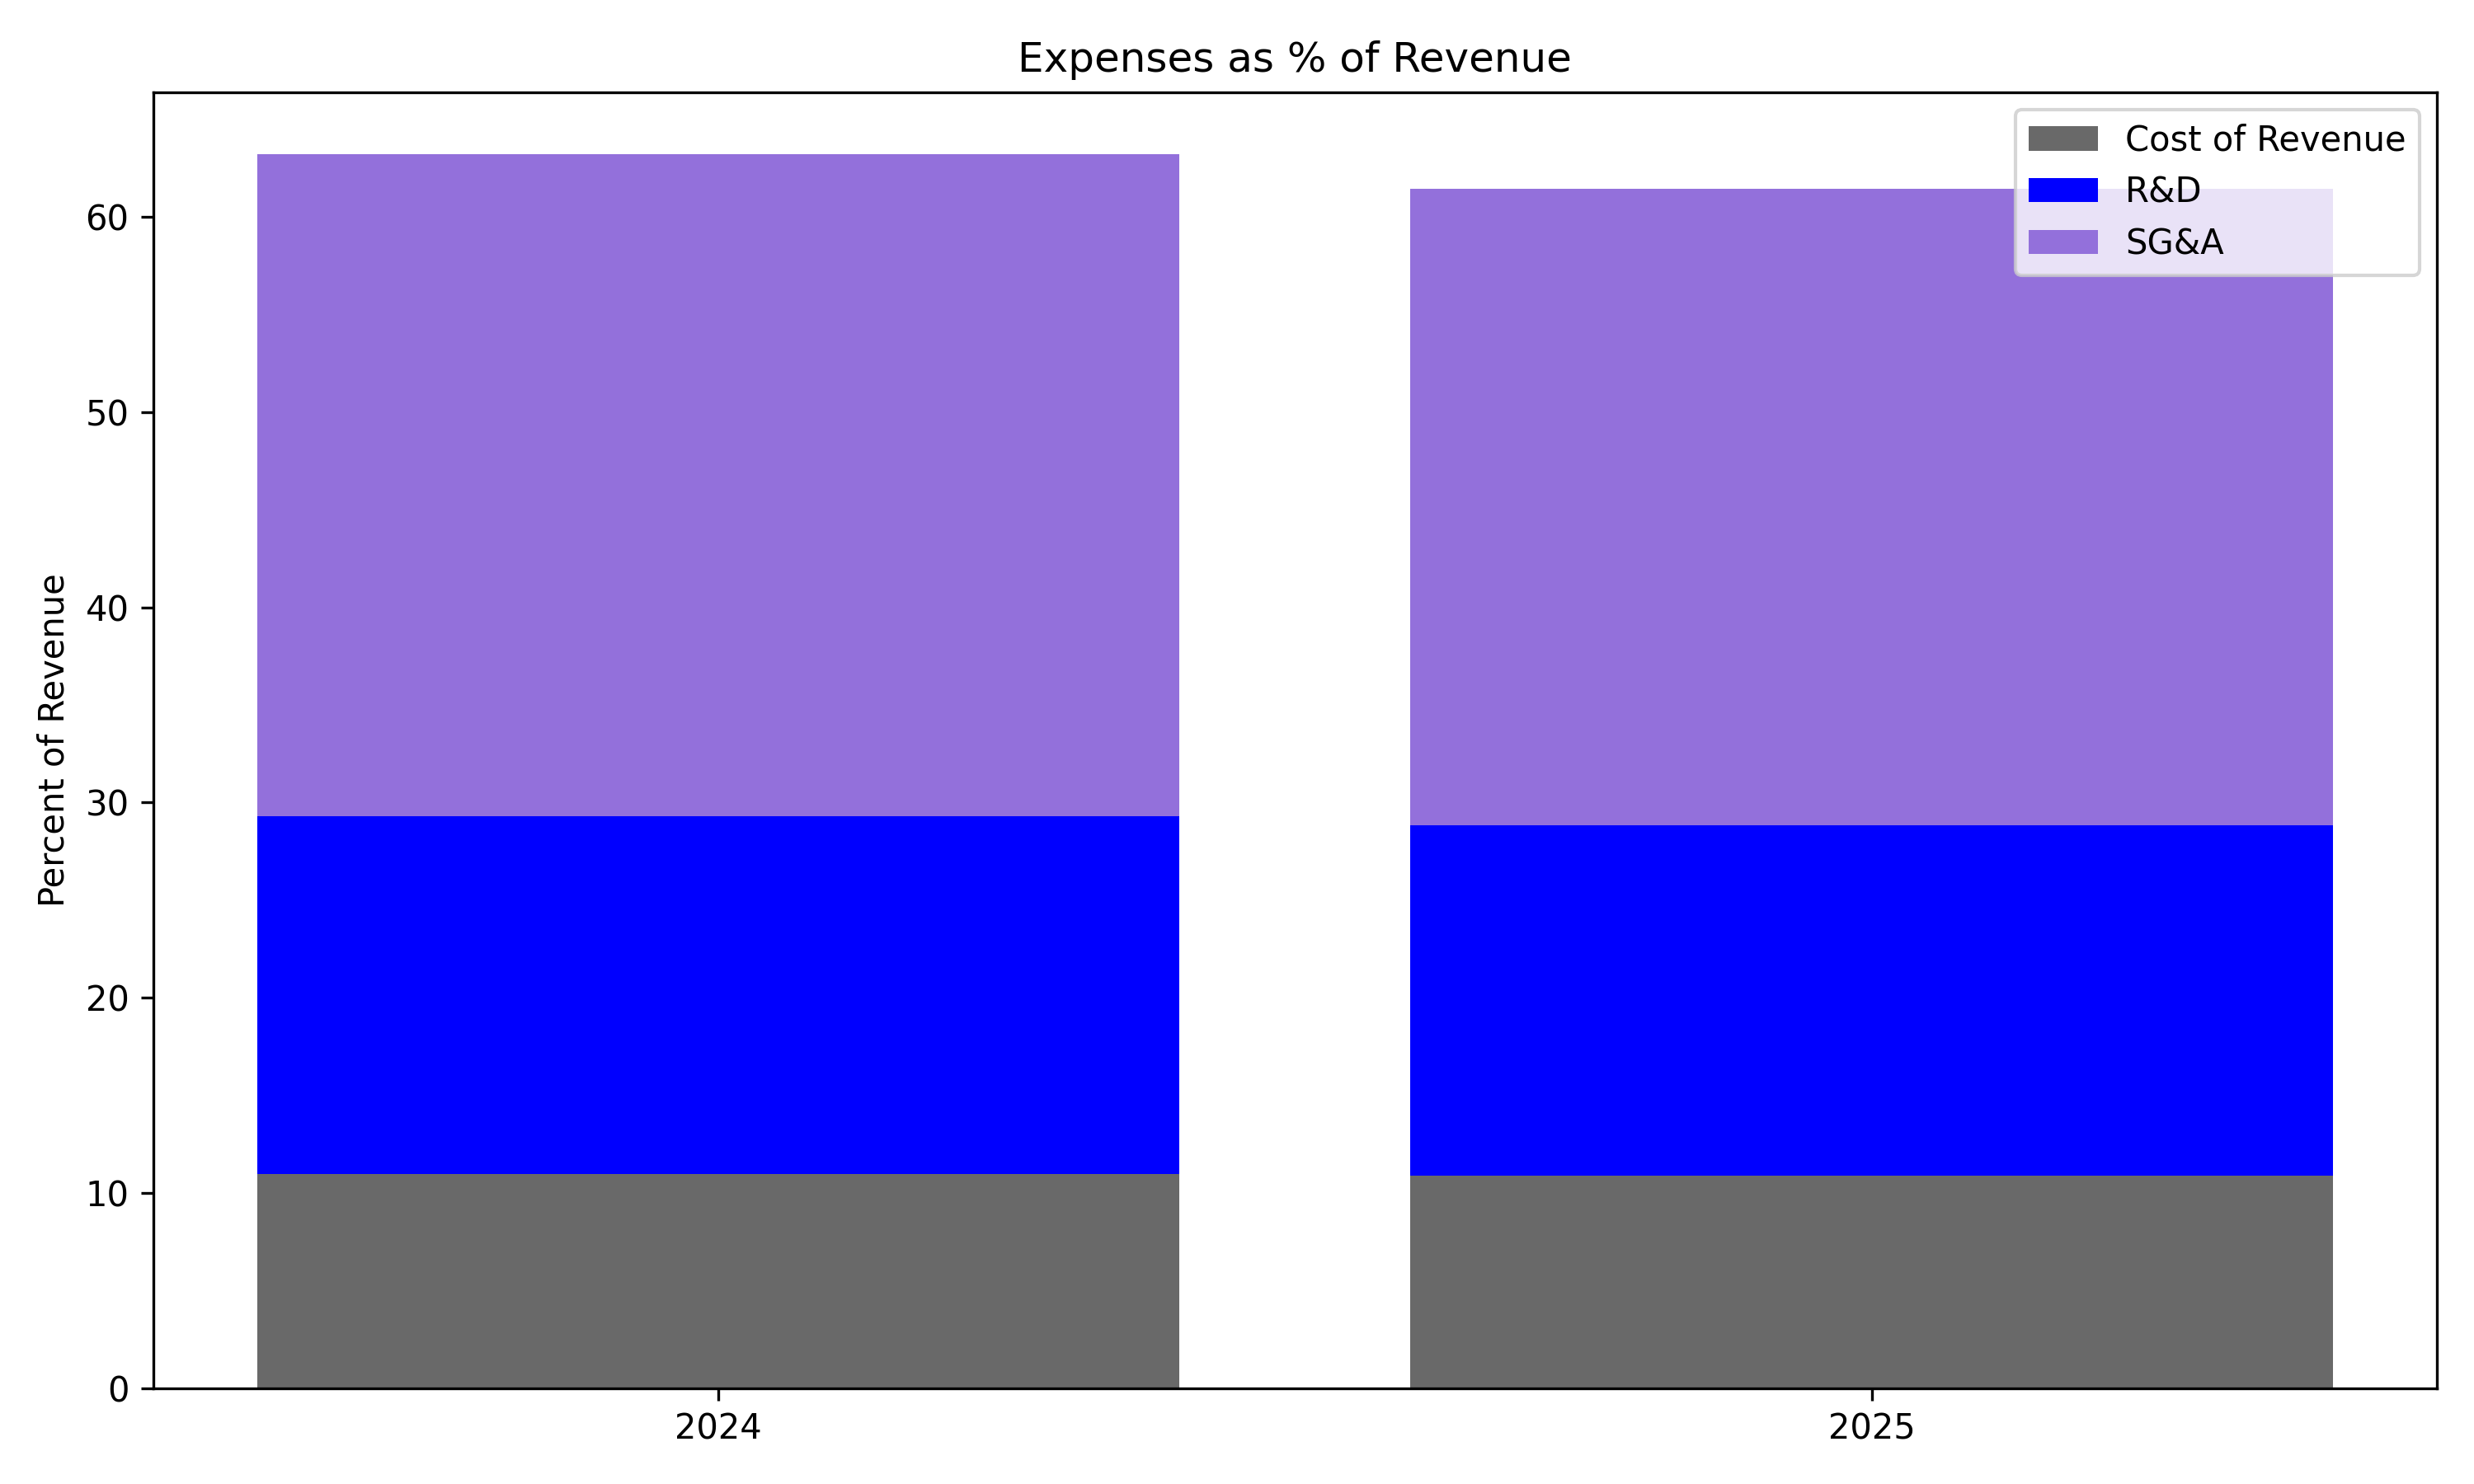 Expenses as % of Revenue
Cost of Revenue
R&D
SG&A
Percent of Revenue
60
50
40
30
20
10
0
2024
2025